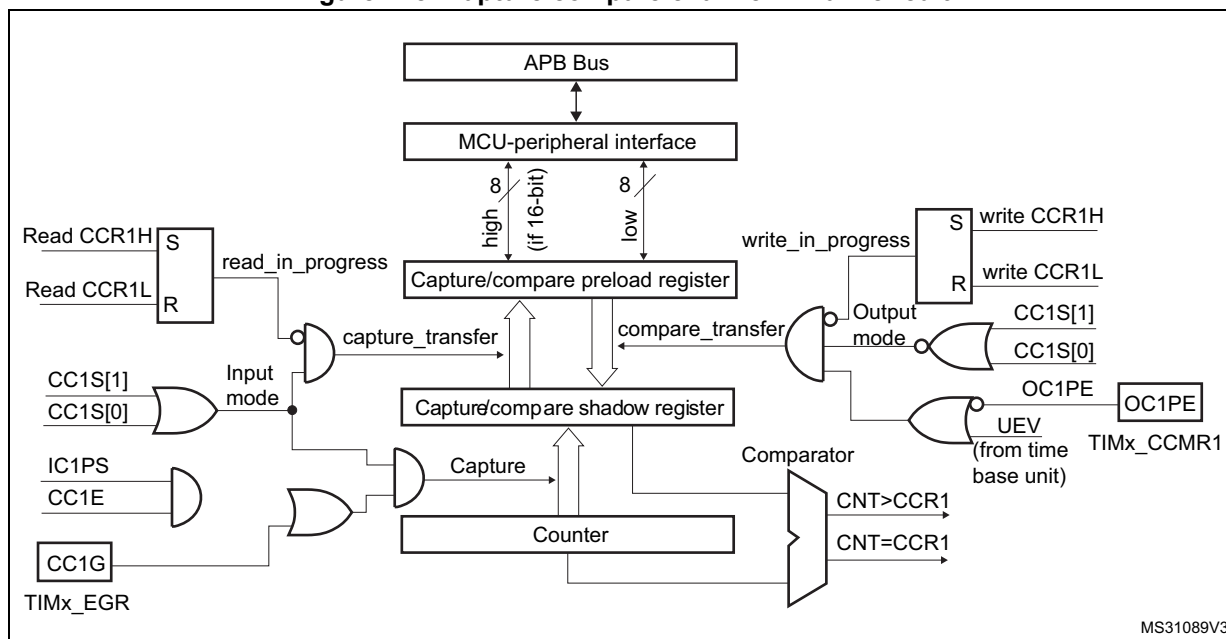 APB Bus
MCU-peripheral interface
8
high
(if 16-bit)
8
low
Read CCR1H
S
read_in_progress
Read CCR1L
R
write_in_progress
S
write CCR1H
R
write CCR1L
Capture/compare preload register
capture_transfer
compare_transfer
Output
mode
CC1S[1]
CC1S[0]
CC1S[1]
CC1S[0]
Input
mode
Capture/compare shadow register
OC1PE
OC1PE
UEV
(from time
base unit)
TIMx_CCMR1
IC1PS
CC1E
Capture
Comparator
CNT>CCR1
CNT=CCR1
Counter
CC1G
TIMx_EGR
MS31089V3